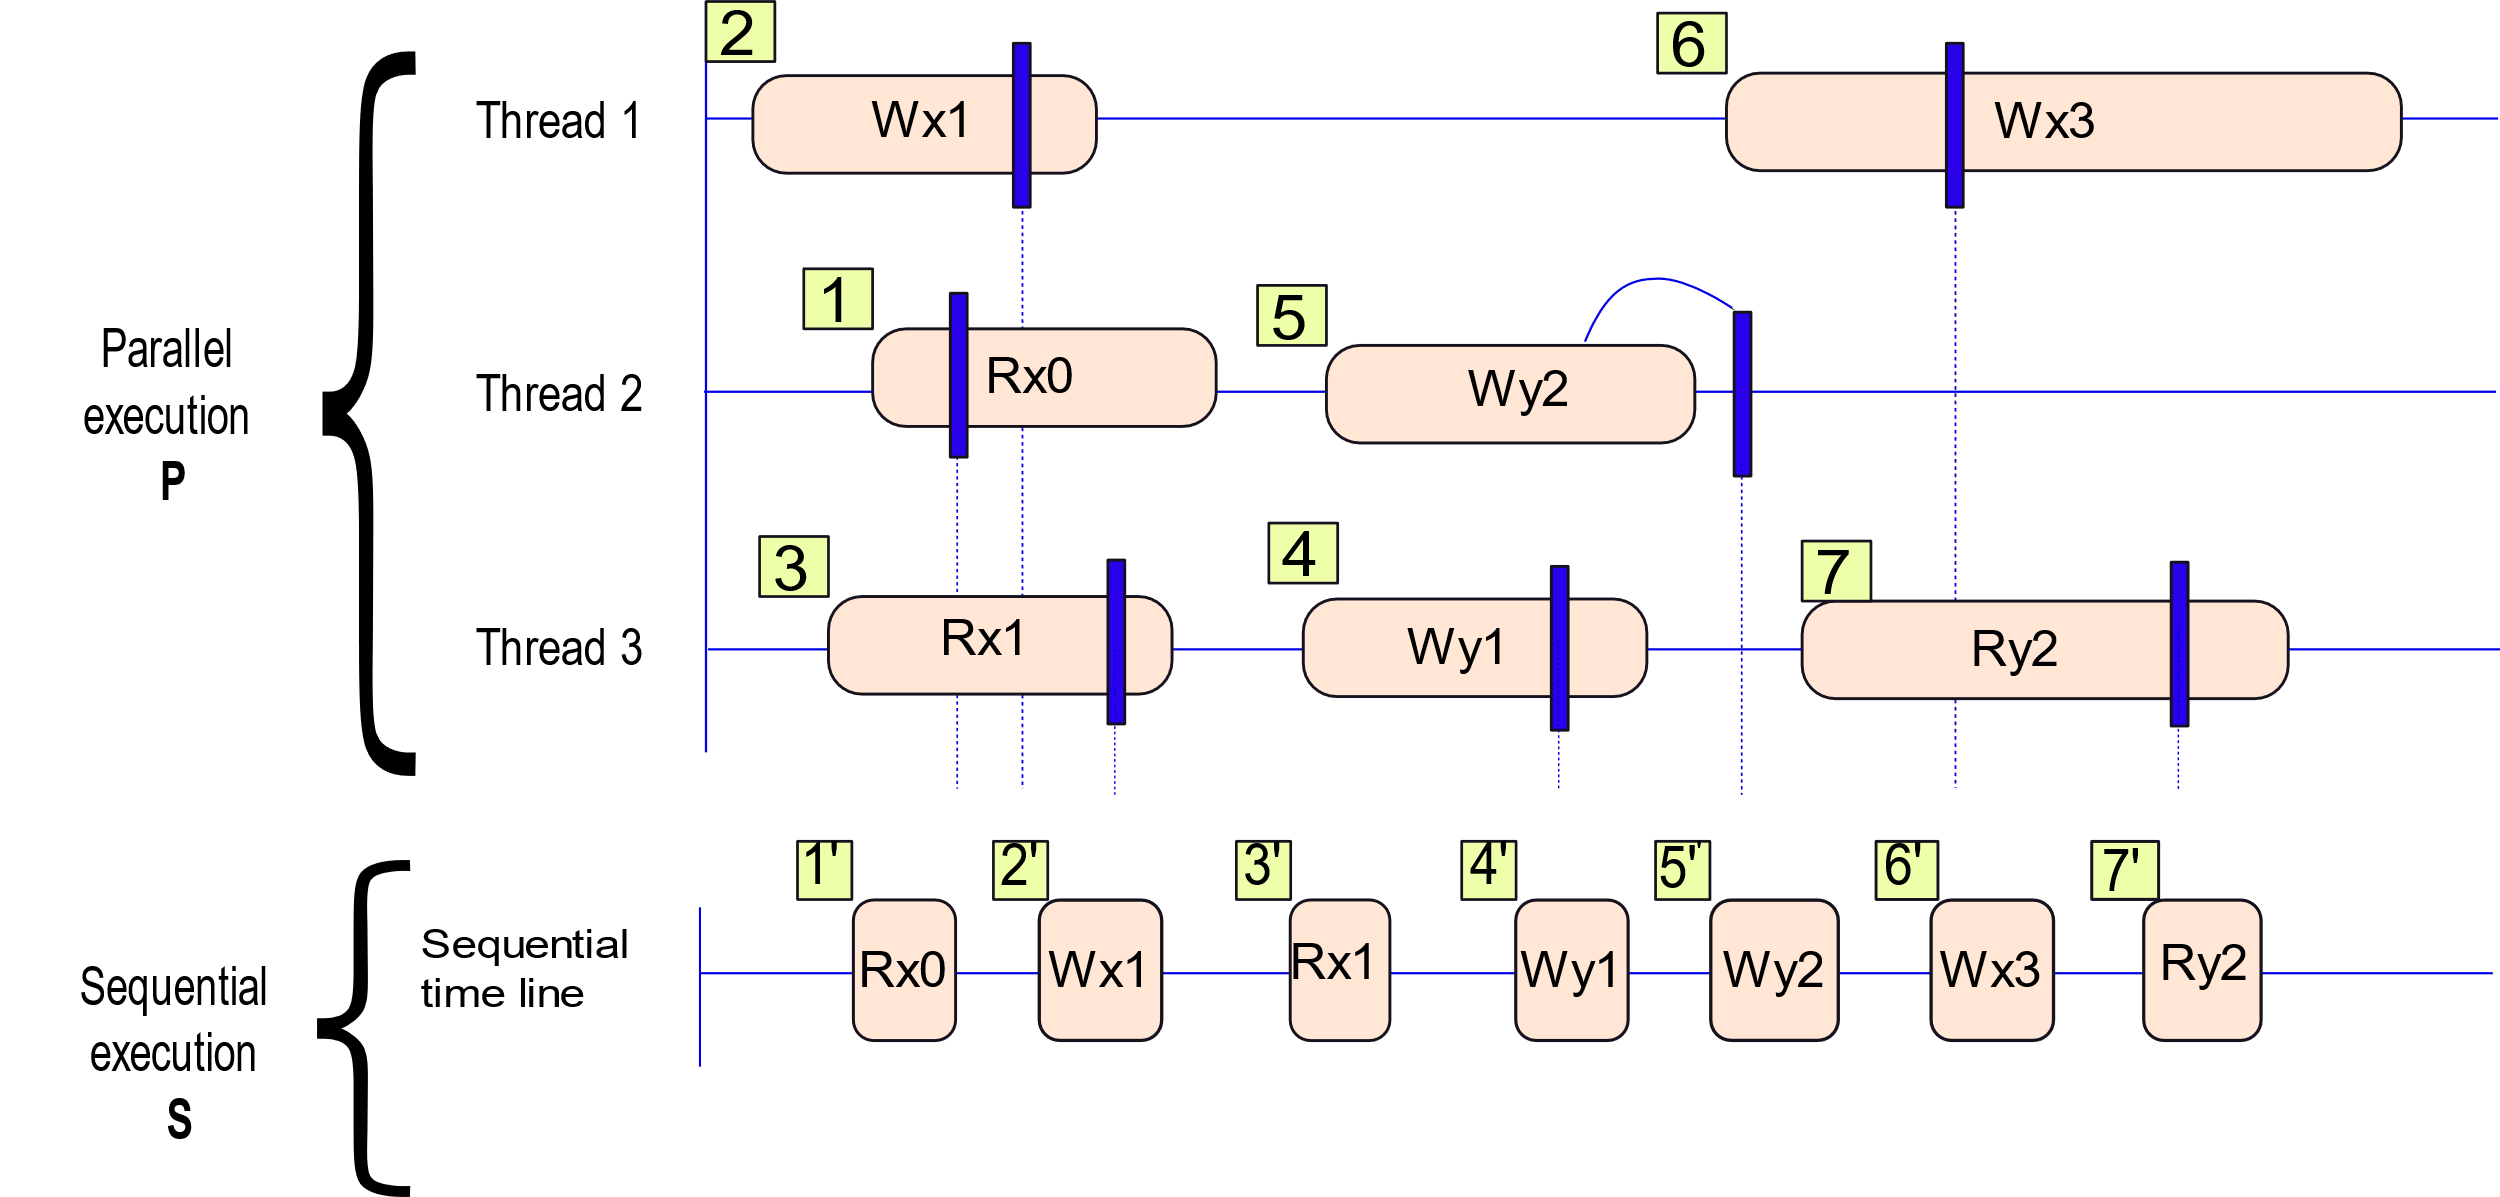 2
6
Wx1
Wx3
Thread 1
1
5
Rx0
Wy2
Thread 2
Parallel
execution
P
3
4
7
Rx1
Wy1
Ry2
Thread 3
1'
2'
3'
4'
5''
6'
7'
Sequential
time line
Rx0
Wx1
Rx1
Wy1
Wy2
Wx3
Ry2
Sequential
execution
S